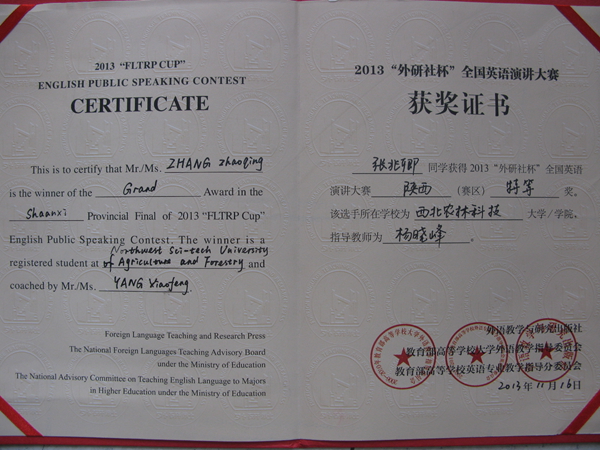 2013 "FLTRP CUP"
ENGLISH PUBLIC SPEAKING CONTEST
CERTIFICATE
This is to certify that Mr./Ms. ZHANG zhaoqing
is the winner of the Grand Award in the
Shaanxi Provincial Final of 2013 "FLTRP Cup"
English Public Speaking Contest. The winner is a
Northwest Sci-tech University
registered student at of Agriculture and Forestry and
coached by Mr./Ms. YANG Xiaofeng
Foreign Language Teaching and Research Press
The National Foreign Languages Teaching Advisory Board
under the Ministry of Education
The National Advisory Committee on Teaching English Language to Majors
in Higher Education under the Ministry of Education
2013 “外研社杯” 全国英语演讲大赛
获奖证书
张兆卿 同学获得 2013 “外研社杯” 全国英语
演讲大赛 陕西 (赛区) 特等 奖。
该选手所在学校为 西北农林科技 大学/学院、
指导教师为 杨晓峰 。
外语教学与研究出版社
教育部高等学校大学外语教学指导委员会
教育部高等学校英语专业教学指导分委员会
2013年11月16日